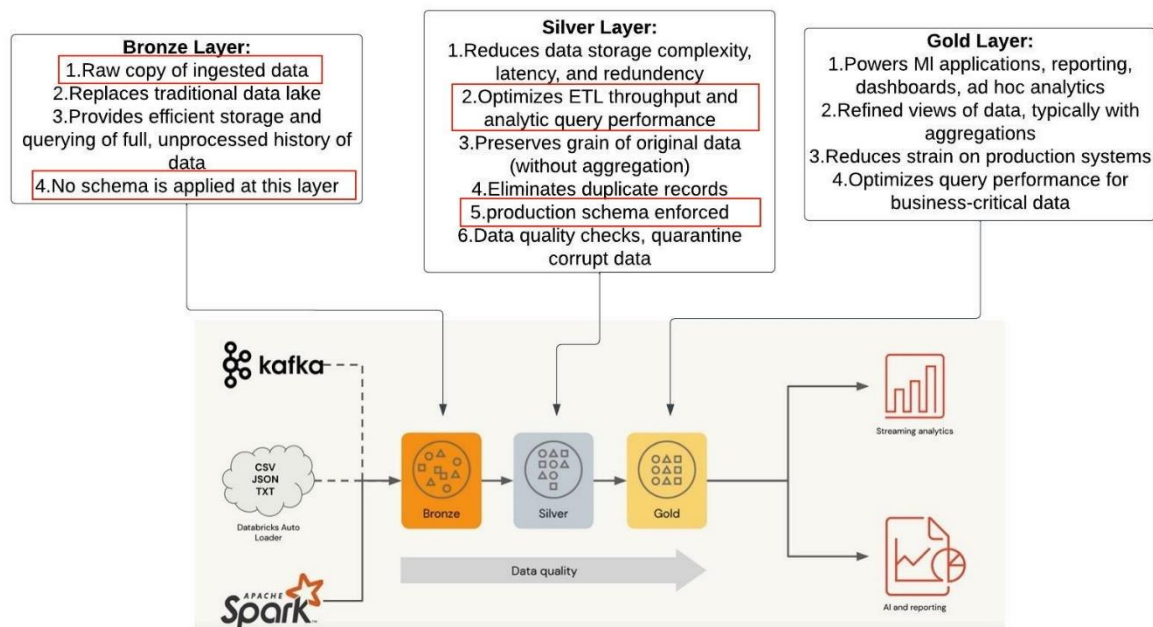 Bronze Layer:
1.Raw copy of ingested data
2.Replaces traditional data lake
3.Provides efficient storage and
querying of full, unprocessed history of
data
4.No schema is applied at this layer
Silver Layer:
1.Reduces data storage complexity,
latency, and redundency
2.Optimizes ETL throughput and
analytic query performance
3.Preserves grain of original data
(without aggregation)
4.Eliminates duplicate records
5.production schema enforced
6.Data quality checks, quarantine
corrupt data
Gold Layer:
1.Powers Ml applications, reporting,
dashboards, ad hoc analytics
2.Refined views of data, typically with
aggregations
3.Reduces strain on production systems
4.Optimizes query performance for
business-critical data
kafka
CSV
JSON
TXT
Databricks Auto
Loader
APACHE
Spark™
Bronze
Silver
Gold
Data quality
Streaming analytics
AI and reporting